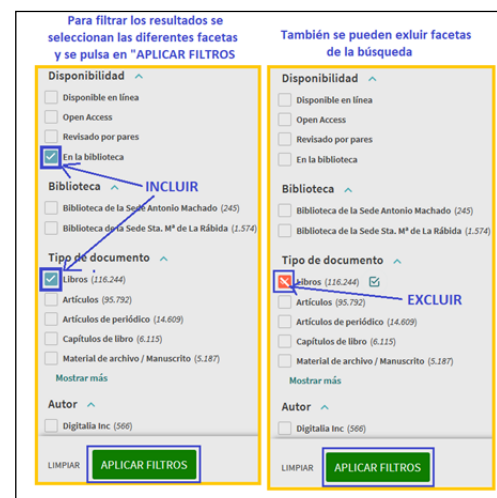 Para filtrar los resultados se
seleccionan las diferentes facetas
y se pulsa en "APLICAR FILTROS
Disponibilidad
Disponible en línea
Open Access
Revisado por pares
En la biblioteca
Biblioteca
INCLUIR
Biblioteca de la Sede Antonio Machado (245)
Biblioteca de la Sede Sta. Mª de La Rábida (1.574)
Tipo de documento
Libros (116.244)
Artículos (95.792)
Artículos de periódico (14.609)
Capítulos de libro (6.115)
Material de archivo / Manuscrito (5.187)
Mostrar más
Autor
Digitalia Inc (566)
LIMPIAR
APLICAR FILTROS
También se pueden exluir facetas
de la búsqueda
Disponibilidad
Disponible en línea
Open Access
Revisado por pares
En la biblioteca
Biblioteca
Biblioteca de la Sede Antonio Machado (245)
Biblioteca de la Sede Sta. Mª de La Rábida (1.574)
Tipo de documento
Libros (116.244)
Artículos (95.792)
EXCLUIR
Artículos de periódico (14.609)
Capítulos de libro (6.115)
Material de archivo / Manuscrito (5.187)
Mostrar más
Autor
Digitalia Inc (566)
LIMPIAR
APLICAR FILTROS